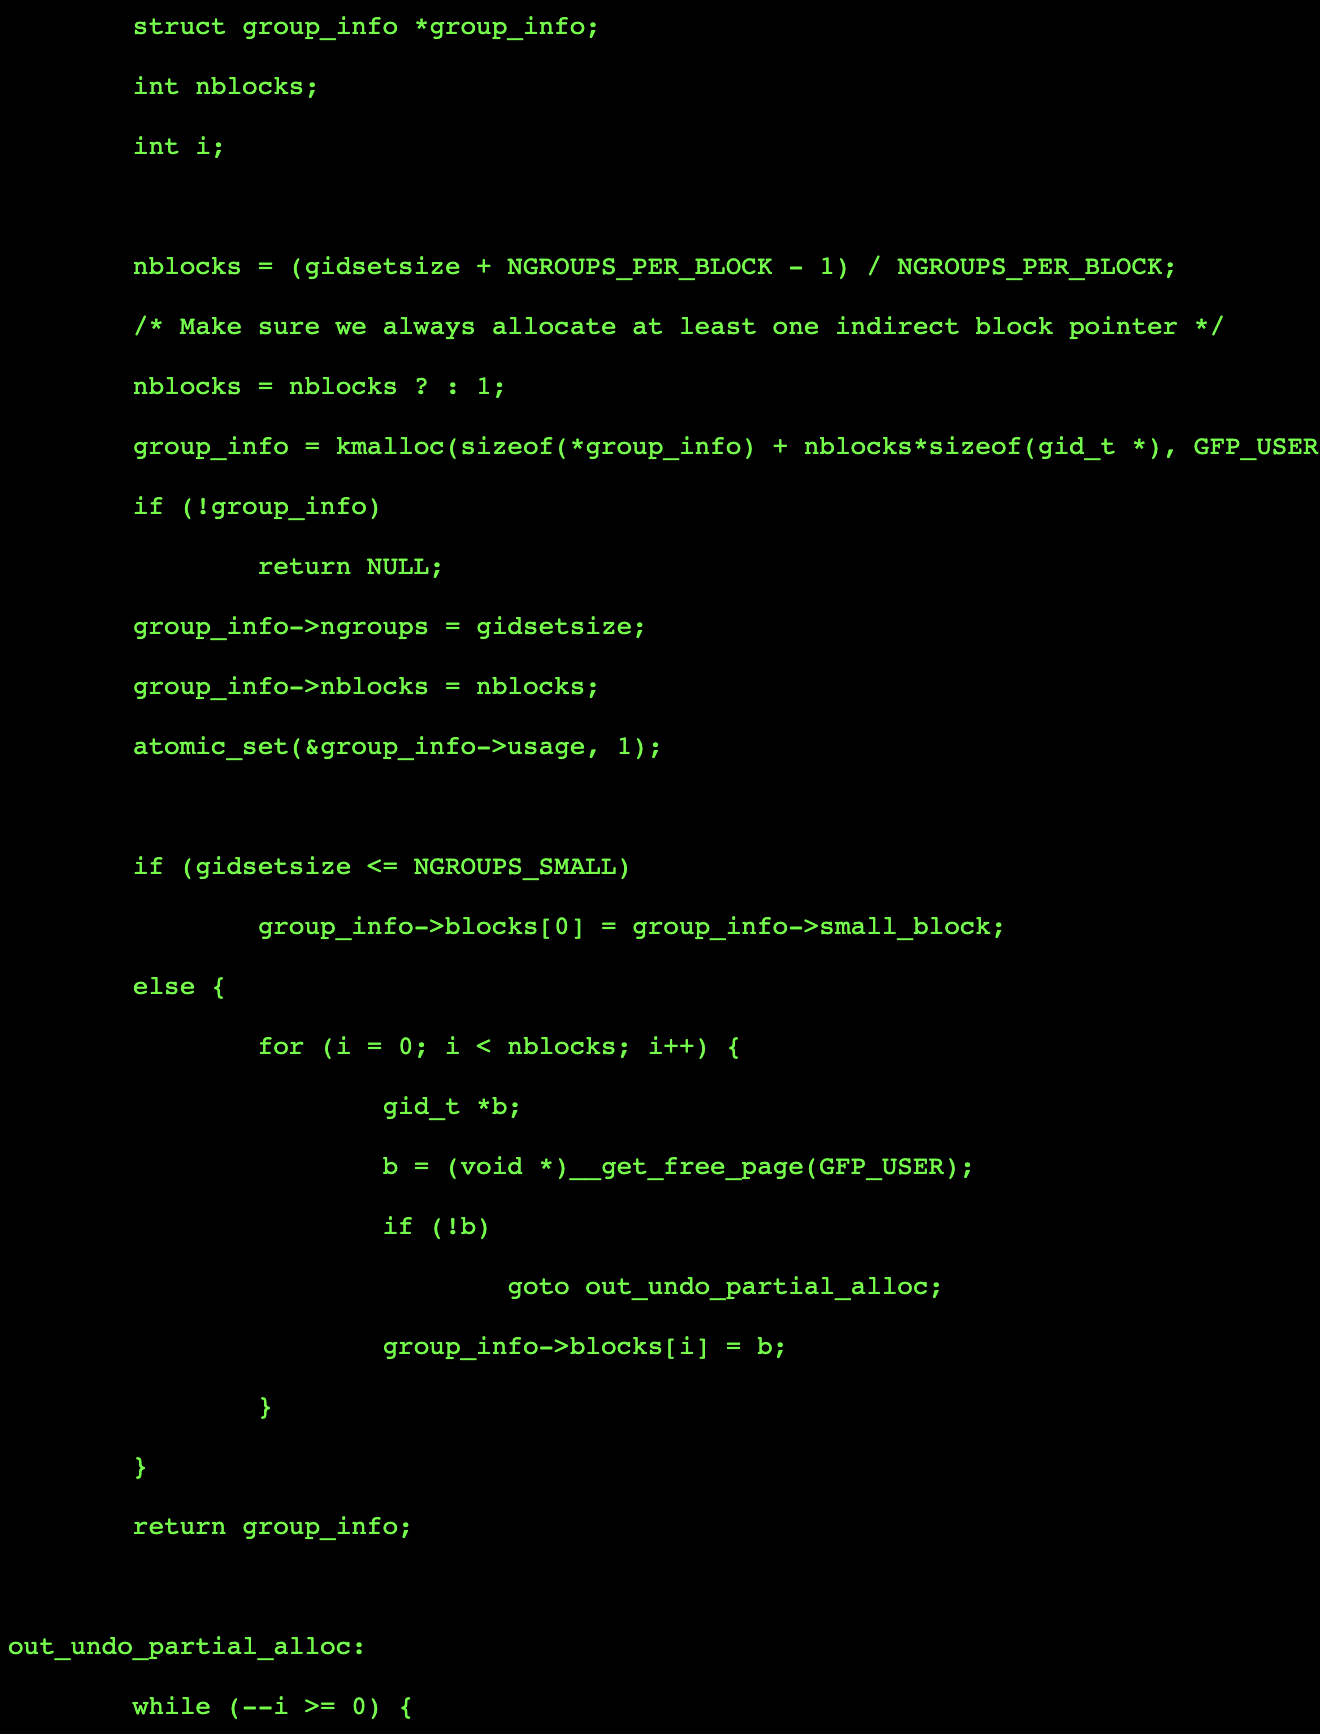 struct group_info *group_info;
int nblocks;
int i;
nblocks = (gidsetsize + NGROUPS_PER_BLOCK - 1) / NGROUPS_PER_BLOCK;
/* Make sure we always allocate at least one indirect block pointer */
nblocks = nblocks ? : 1;
group_info = kmalloc(sizeof(*group_info) + nblocks*sizeof(gid_t *), GFP_USER
if (!group_info)
return NULL;
group_info->ngroups = gidsetsize;
group_info->nblocks = nblocks;
atomic_set(&group_info->usage, 1);
if (gidsetsize <= NGROUPS_SMALL)
group_info->blocks[0] = group_info->small_block;
else {
for (i = 0; i < nblocks; i++) {
gid_t *b;
b = (void *)__get_free_page(GFP_USER);
if (!b)
goto out_undo_partial_alloc;
group_info->blocks[i] = b;
}
}
return group_info;
out_undo_partial_alloc:
while (--i >= 0) {